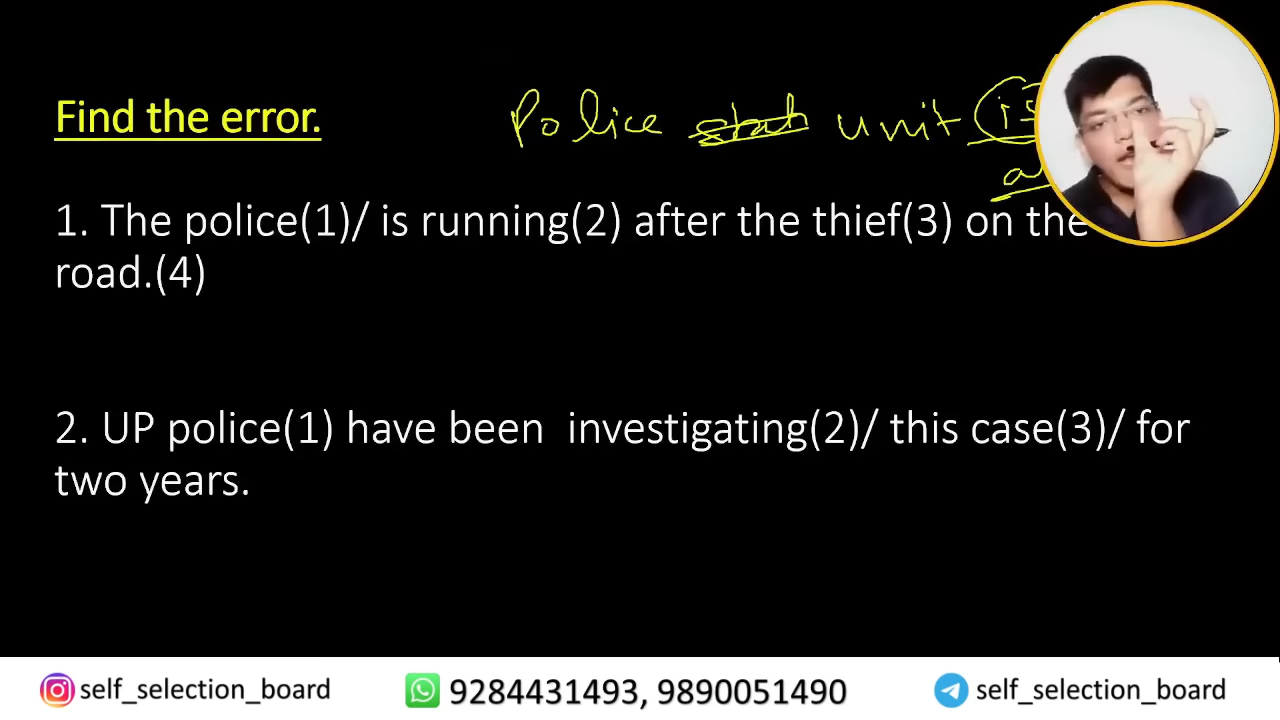 Find the error.
Police unit is
1. The police(1)/ is running(2) after the thief(3) on the
road.(4)
2. UP police(1) have been investigating(2)/ this case(3)/ for
two years.
self_selection_board 9284431493, 9890051490 self_selection_board